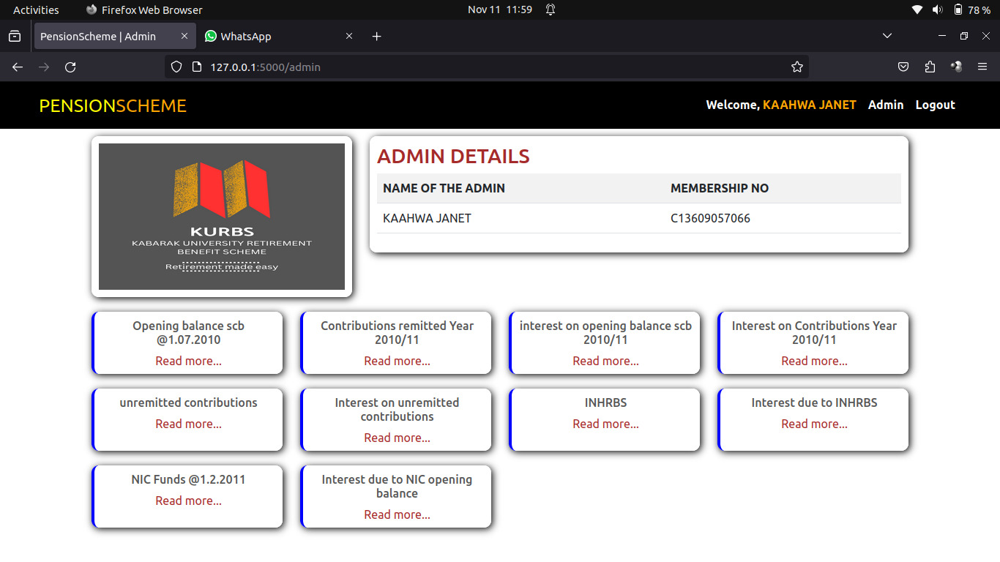 Activities Firefox Web Browser Nov 11 11:59 78 %
PensionScheme | Admin WhatsApp
127.0.0.1:5000/admin
PENSIONSCHEME Welcome, KAAHWA JANET Admin Logout
KURBS
KABARAK UNIVERSITY RETIREMENT
BENEFIT SCHEME
Retirement made easy
ADMIN DETAILS
NAME OF THE ADMIN MEMBERSHIP NO
KAAHWA JANET C13609057066
Opening balance scb
@1.07.2010
Read more...
Contributions remitted Year
2010/11
Read more...
interest on opening balance scb
2010/11
Read more...
Interest on Contributions Year
2010/11
Read more...
unremitted contributions
Read more...
Interest on unremitted
contributions
Read more...
INHRBS
Read more...
Interest due to INHRBS
Read more...
NIC Funds @1.2.2011
Read more...
Interest due to NIC opening
balance
Read more...